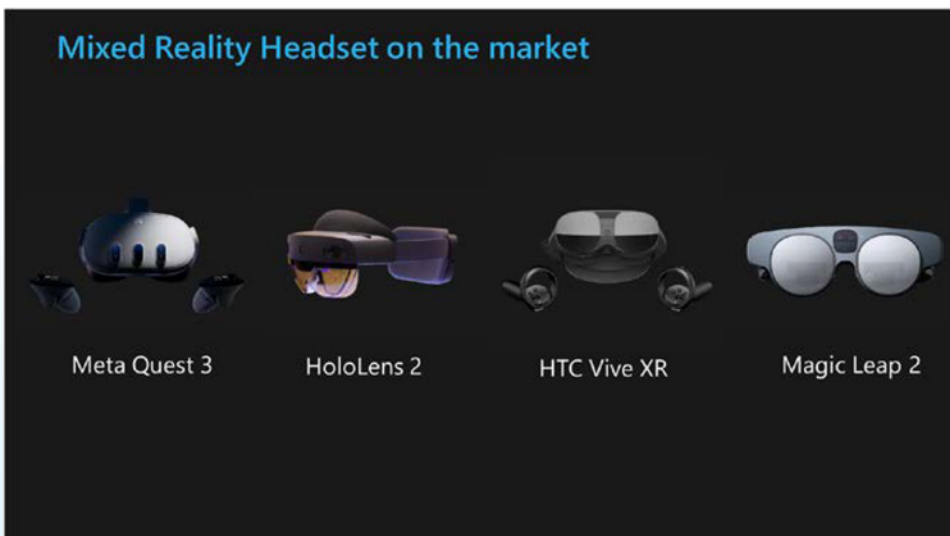 Mixed Reality Headset on the market
Meta Quest 3
HoloLens 2
HTC Vive XR
Magic Leap 2